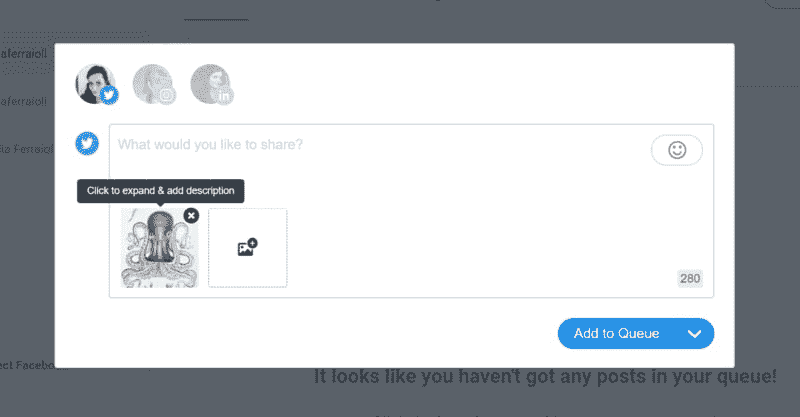 aferraioli
aferraioli
ia Ferraioli
What would you like to share?
Click to expand & add description
280
Add to Queue
ect Facebo
It looks like you haven't got any posts in your queue!